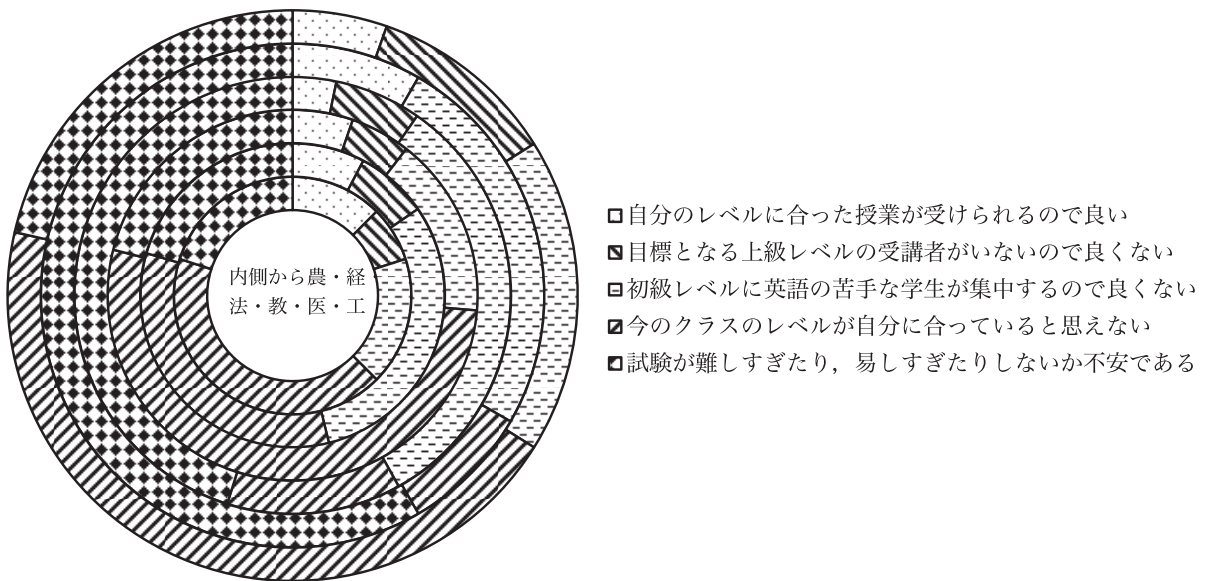 内側から農・経
法・教・医・工
自分のレベルに合った授業が受けられるので良い
目標となる上級レベルの受講者がいないので良くない
初級レベルに英語の苦手な学生が集中するので良くない
今のクラスのレベルが自分に合っていると思えない
試験が難しすぎたり，易しすぎたりしないか不安である